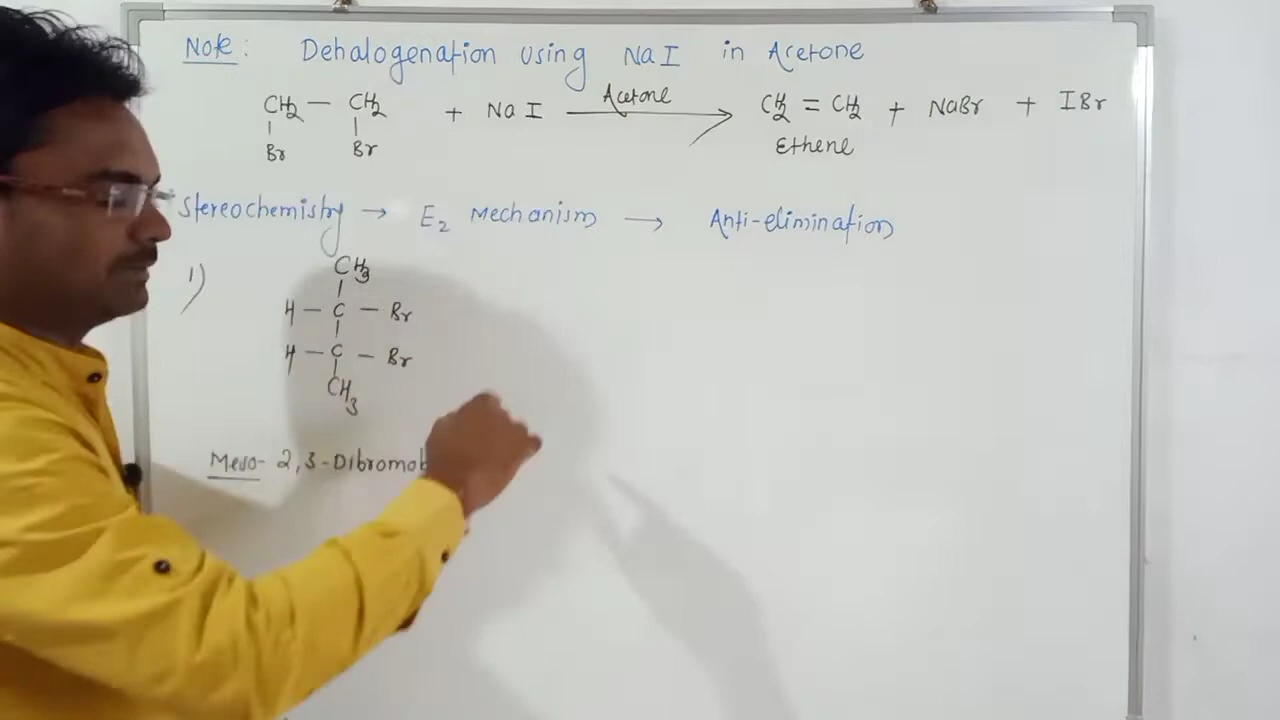 Note: Dehalogenation using NaI in Acetone
CH2 — CH2 + NaI Acetone → CH2 = CH2 + NaBr + IBr
Br Br Ethene
Stereochemistry → E2 Mechanism → Anti-elimination
1)
CH3
H — C — Br
H — C — Br
CH3
Meso- 2,3-Dibromob